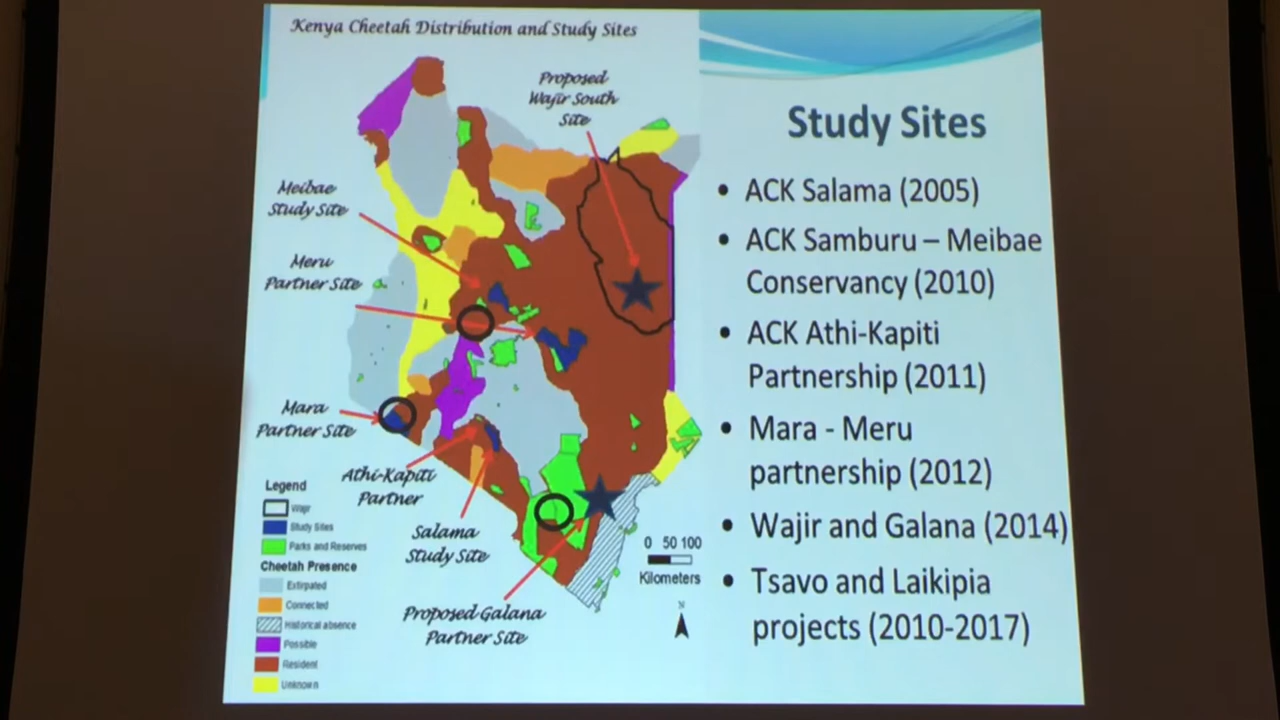 Kenya Cheetah Distribution and Study Sites
Proposed
Wajir South
Site
Meibae
Study Site
Meru
Partner Site
Mara
Partner Site
Athi-Kapiti
Partner
Salama
Study Site
Proposed Galana
Partner Site
Legend
Wajir
Study Sites
Parks and Reserves
Cheetah Presence
Extirpated
Connected
Historical absence
Possible
Resident
Unknown
0 50 100
Kilometers
N
Study Sites
• ACK Salama (2005)
• ACK Samburu – Meibae
Conservancy (2010)
• ACK Athi-Kapiti
Partnership (2011)
• Mara - Meru
partnership (2012)
• Wajir and Galana (2014)
• Tsavo and Laikipia
projects (2010-2017)